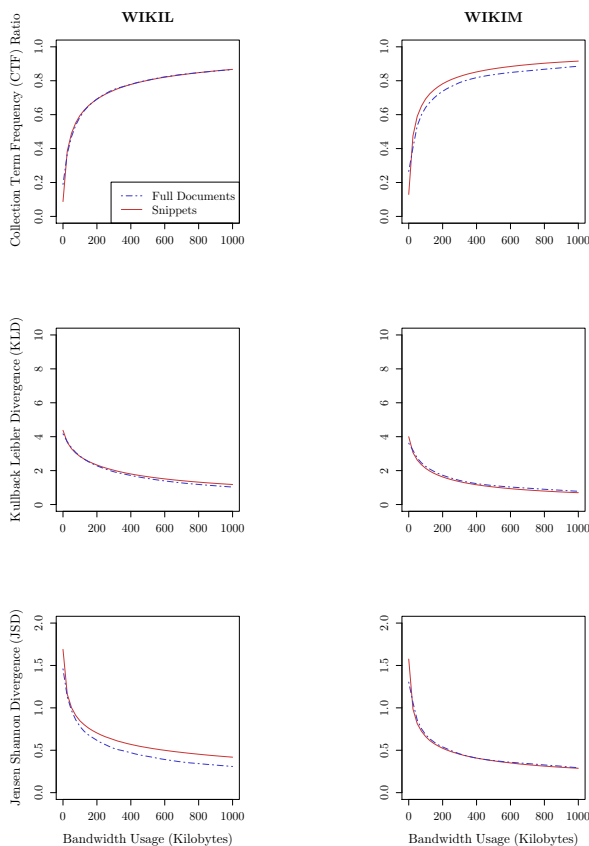 WIKIL
WIKIM
Collection Term Frequency (CTF) Ratio
1.0
0.8
0.6
0.4
0.2
0.0
Full Documents
Snippets
0 200 400 600 800 1000
1.0
0.8
0.6
0.4
0.2
0.0
0 200 400 600 800 1000
Kullback Leibler Divergence (KLD)
10
8
6
4
2
0
0 200 400 600 800 1000
10
8
6
4
2
0
0 200 400 600 800 1000
Jensen Shannon Divergence (JSD)
2.0
1.5
1.0
0.5
0.0
0 200 400 600 800 1000
Bandwidth Usage (Kilobytes)
2.0
1.5
1.0
0.5
0.0
0 200 400 600 800 1000
Bandwidth Usage (Kilobytes)